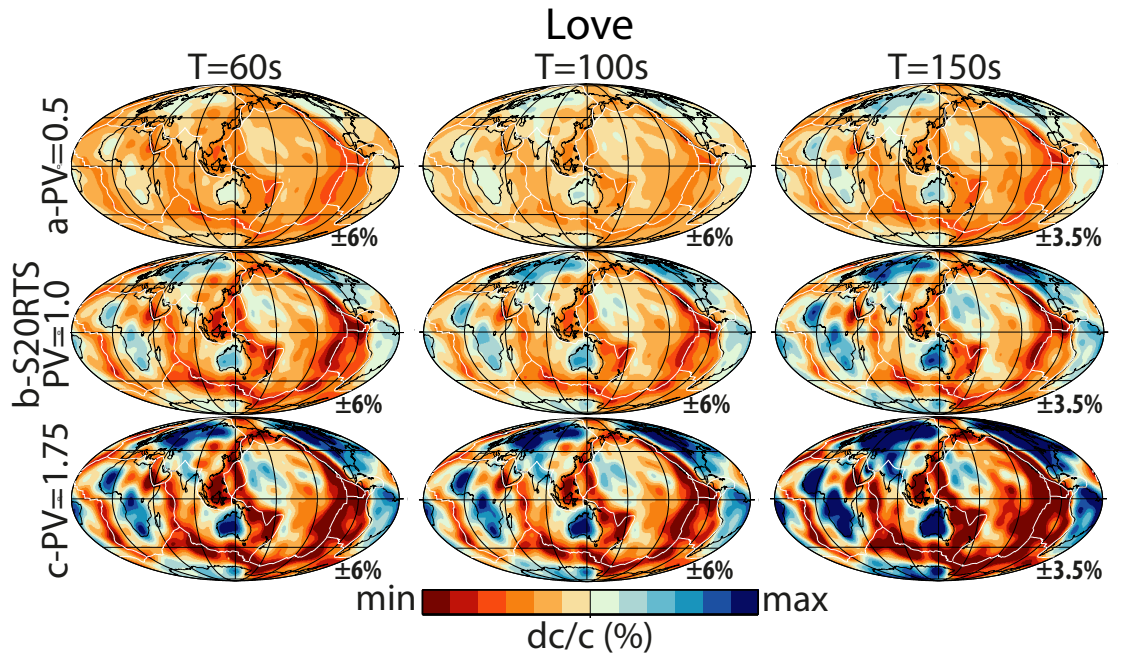 Love
T=60s T=100s T=150s
a-PV=0.5
±6% ±6% ±3.5%
b-S20RTS
PV=1.0
±6% ±6% ±3.5%
c-PV=1.75
±6% ±6% ±3.5%
min max
dc/c (%)